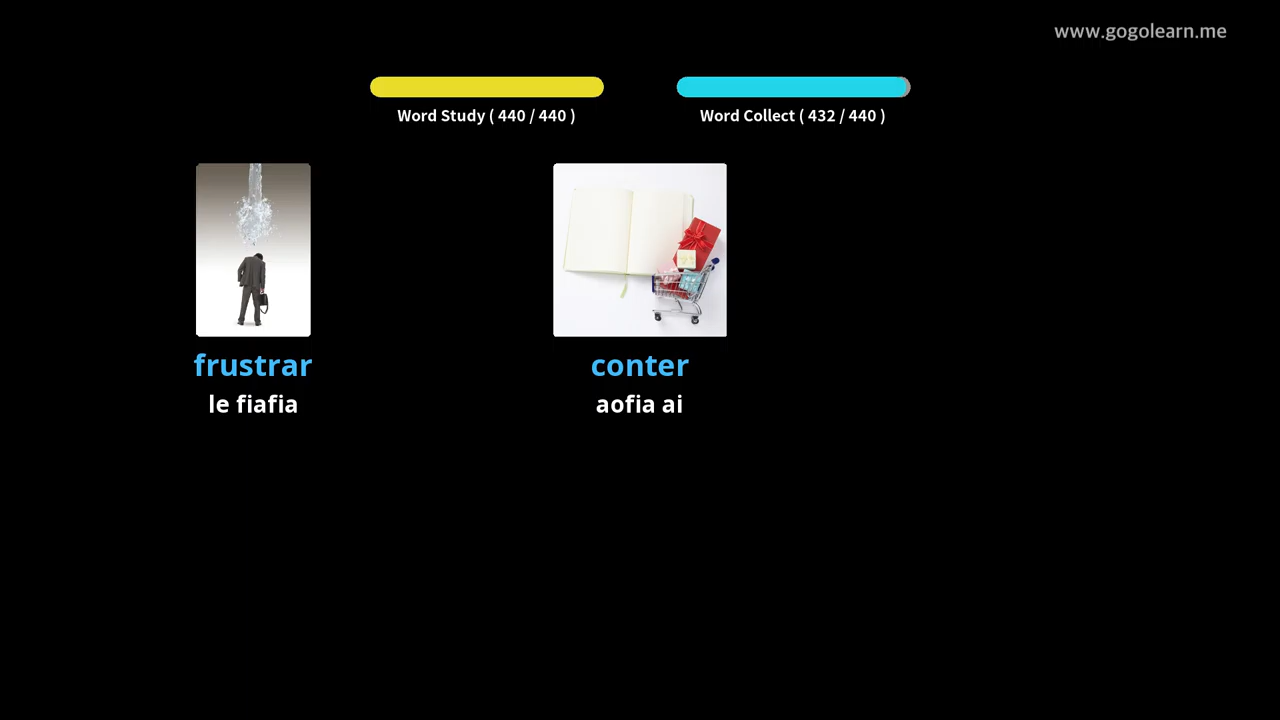 www.gogolearn.me
Word Study ( 440 / 440 )
Word Collect ( 432 / 440 )
frustrar
le fiafia
conter
aofia ai